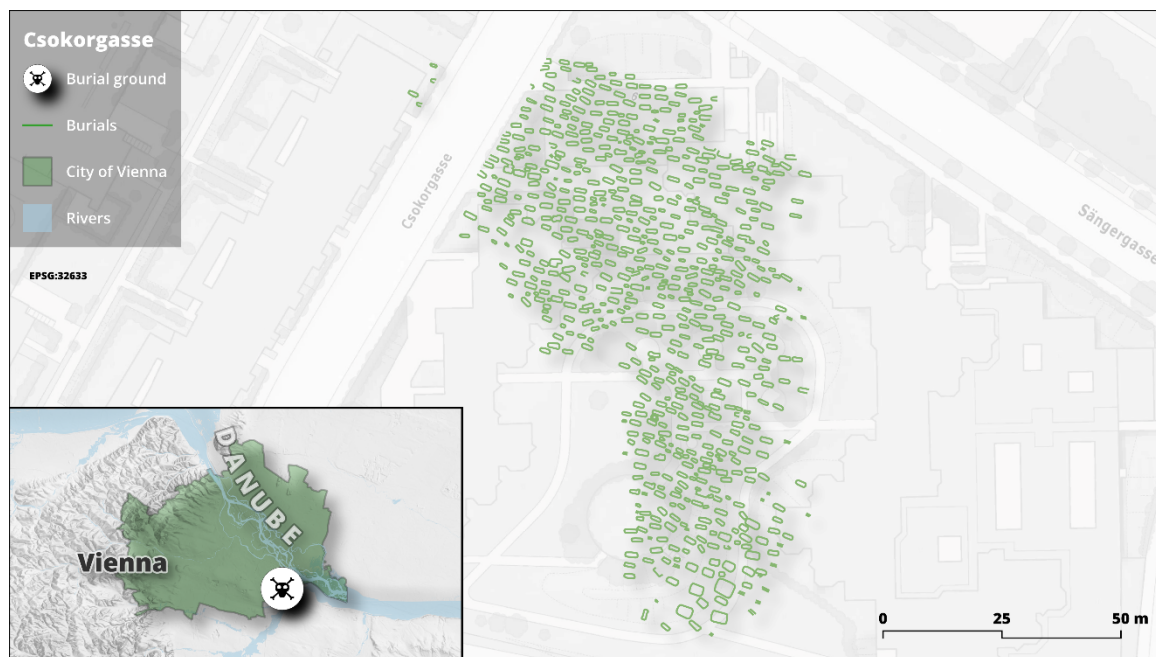 Csokorgasse
Burial ground
Burials
City of Vienna
Rivers
EPSG:32633
Csokorgasse
Sängergasse
DANUBE
Vienna
0 25 50 m